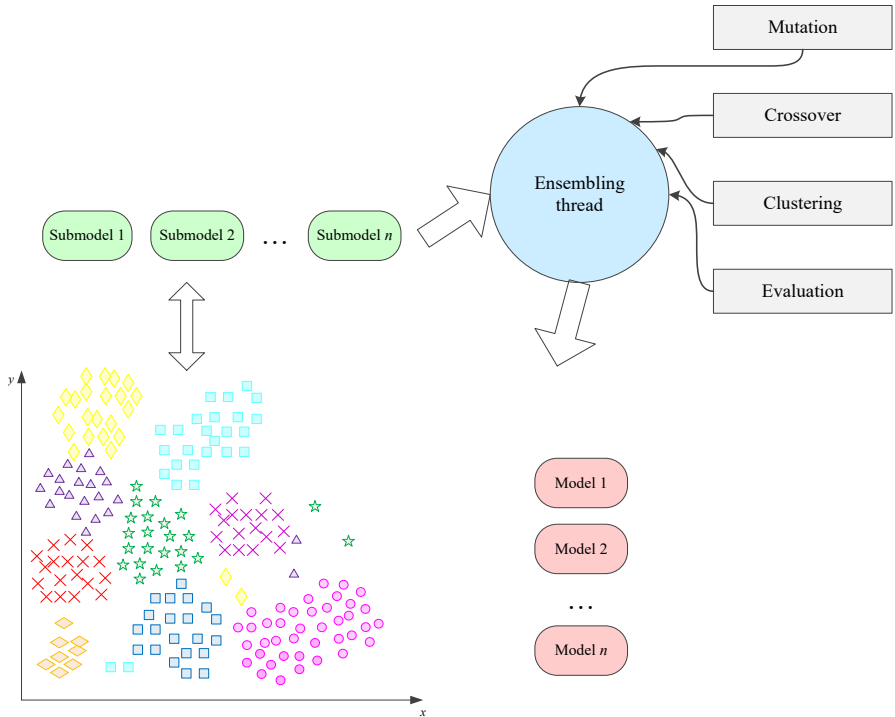 Mutation
Crossover
Ensembling
thread
Clustering
Submodel 1
Submodel 2
...
Submodel n
Evaluation
y
Model 1
Model 2
...
Model n
x